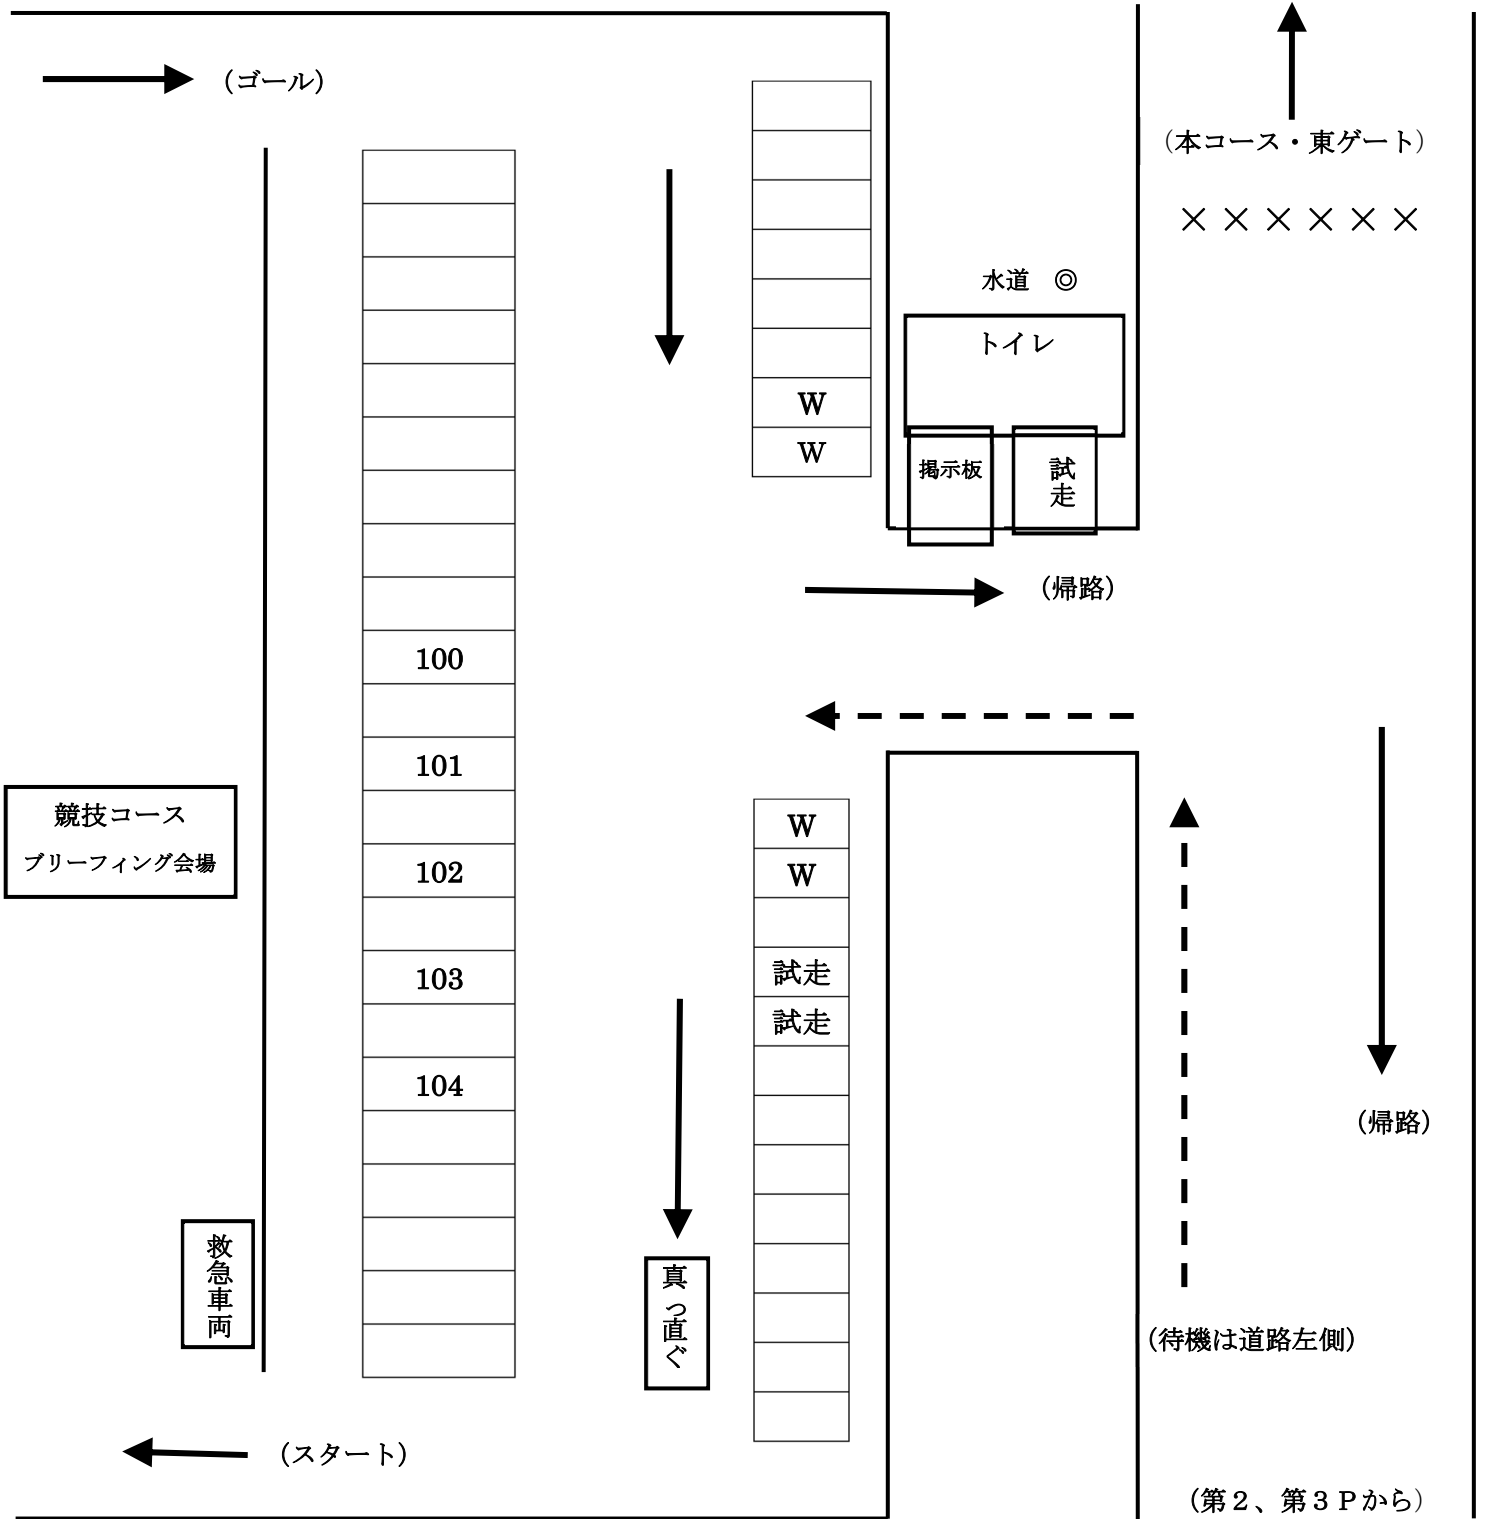 (ゴール)
(本コース・東ゲート)
××××××
水道 ◎
トイレ
W
W
掲示板
試走
(帰路)
100
101
競技コース
ブリーフィング会場
102
103
104
W
W
試走
試走
(帰路)
救急車両
真っ直ぐ
(待機は道路左側)
(スタート)
(第2、第3Pから)